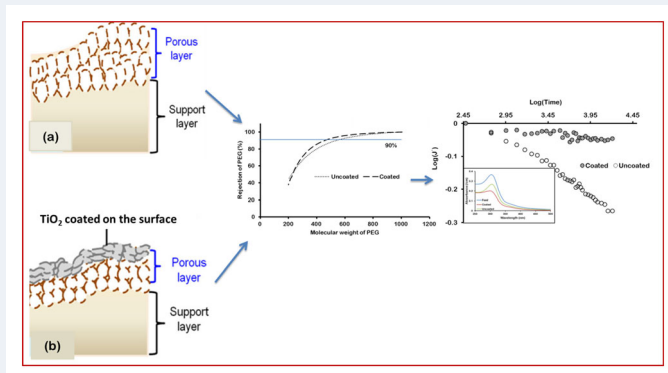 Porous
layer
Support
layer
(a)
TiO₂ coated on the surface
Porous
layer
Support
layer
(b)
Rejection of PEG (%)
100
80
60
40
20
0
90%
Uncoated Coated
0 200 400 600 800 1000 1200
Molecular weight of PEG
Log(Time)
2.45 2.95 3.45 3.95 4.45
Log(J')
0
-0.1
-0.2
-0.3
Coated Uncoated